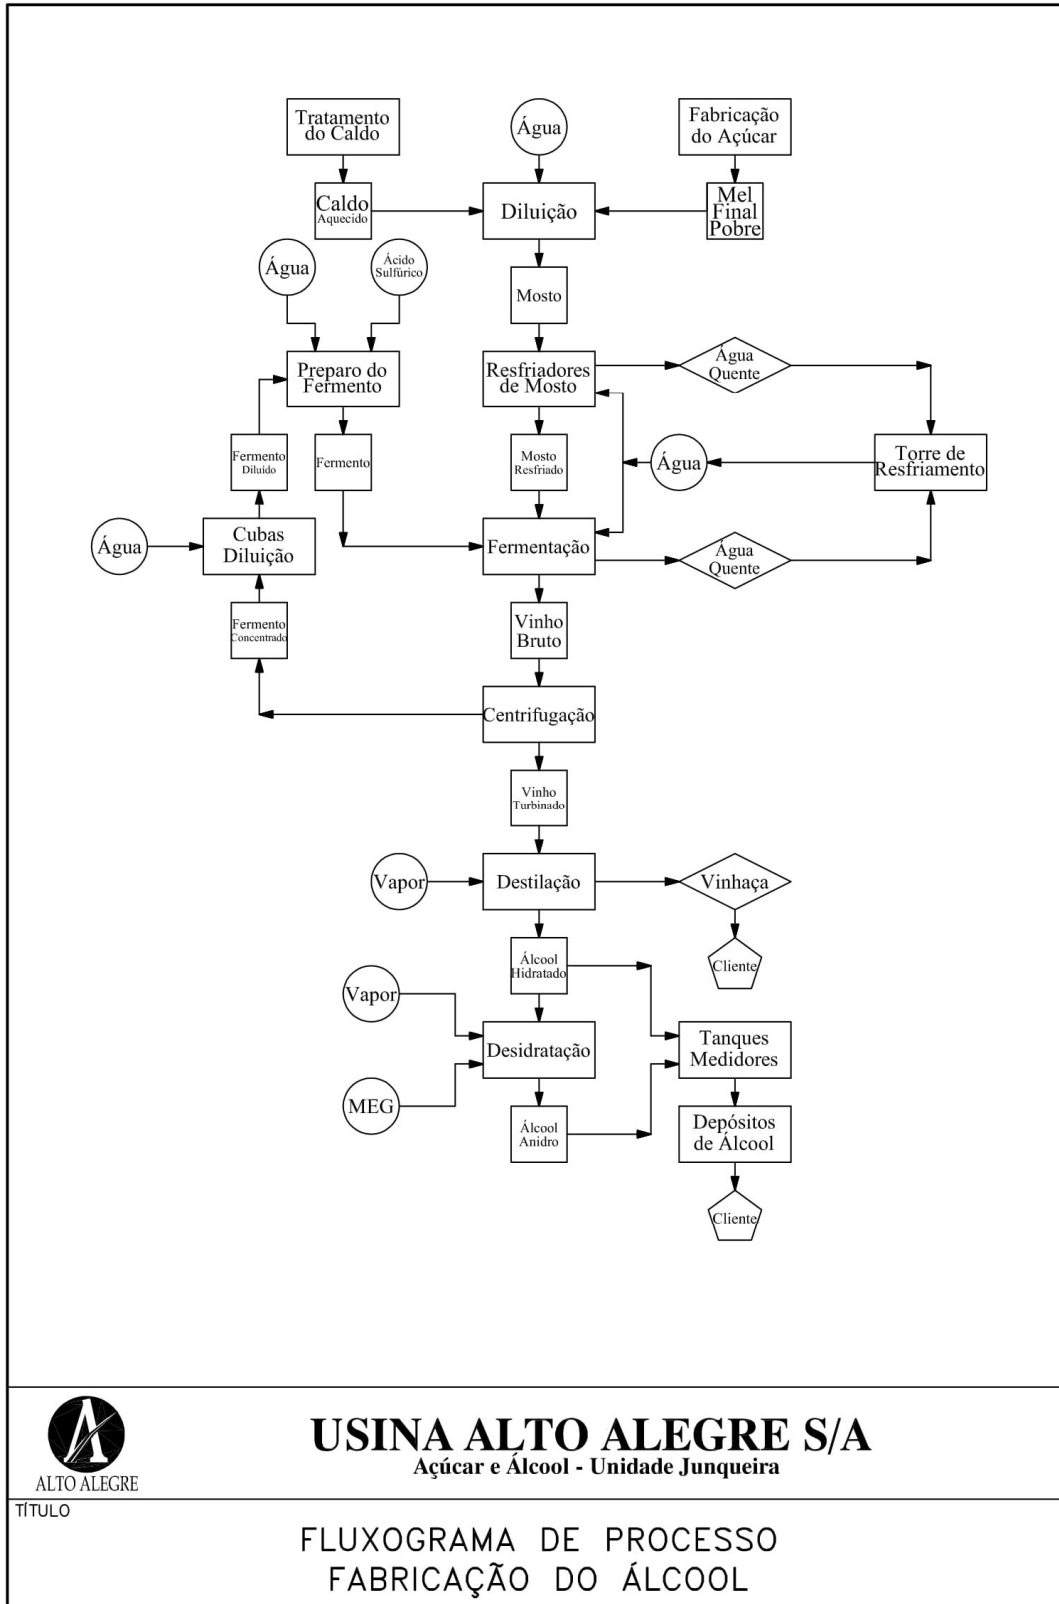 Tratamento
do Caldo
Água
Fabricação
do Açúcar
Caldo
Aquecido
Diluição
Mel
Final
Pobre
Água
Ácido
Sulfúrico
Mosto
Preparo do
Fermento
Resfriadores
de Mosto
Água
Quente
Fermento
Diluído
Fermento
Mosto
Resfriado
Água
Torre de
Resfriamento
Água
Cubas
Diluição
Fermentação
Água
Quente
Fermento
Concentrado
Vinho
Bruto
Centrifugação
Vinho
Turbinado
Vapor
Destilação
Vinhaça
Álcool
Hidratado
Cliente
Vapor
Desidratação
Tanques
Medidores
MEG
Álcool
Anidro
Depósitos
de Álcool
Cliente
ALTO ALEGRE
USINA ALTO ALEGRE S/A
Açúcar e Álcool - Unidade Junqueira
TÍTULO
FLUXOGRAMA DE PROCESSO
FABRICAÇÃO DO ÁLCOOL